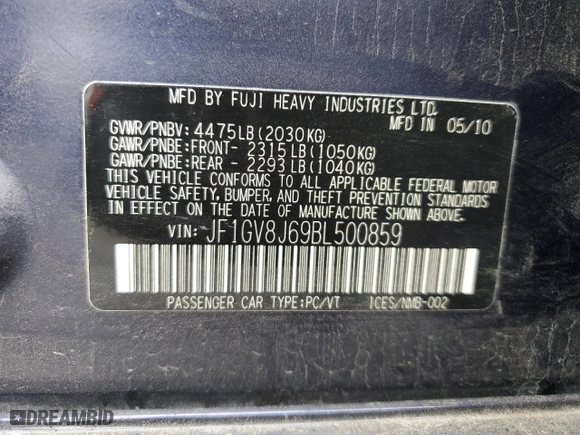 MFD BY FUJI HEAVY INDUSTRIES LTD.
MFD IN 05/10
GVWR/PNBV: 4475LB(2030KG)
GAWR/PNBE:FRONT- 2315LB(1050KG)
GAWR/PNBE:REAR - 2293LB(1040KG)
THIS VEHICLE CONFORMS TO ALL APPLICABLE FEDERAL MOTOR
VEHICLE SAFETY, BUMPER, AND THEFT PREVENTION STANDARDS
IN EFFECT ON THE DATE OF MANUFACTURE SHOWN ABOVE.
VIN: JF1GV8J69BL500859
PASSENGER CAR TYPE:PC/VT ICES/NMB-002
DREAMBID